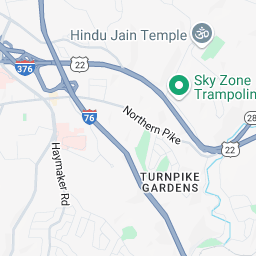 Hindu Jain Temple
22
376
Sky Zone
Trampolin
76
Northern Pike
28
22
Haymaker Rd
TURNPIKE
GARDENS